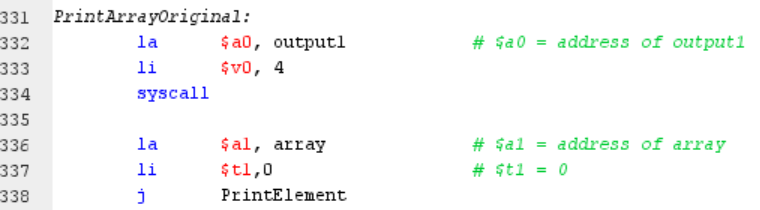 331 PrintArrayOriginal:
332 la $a0, output1 # $a0 = address of output1
333 li $v0, 4
334 syscall
335
336 la $a1, array # $a1 = address of array
337 li $t1,0 # $t1 = 0
338 j PrintElement